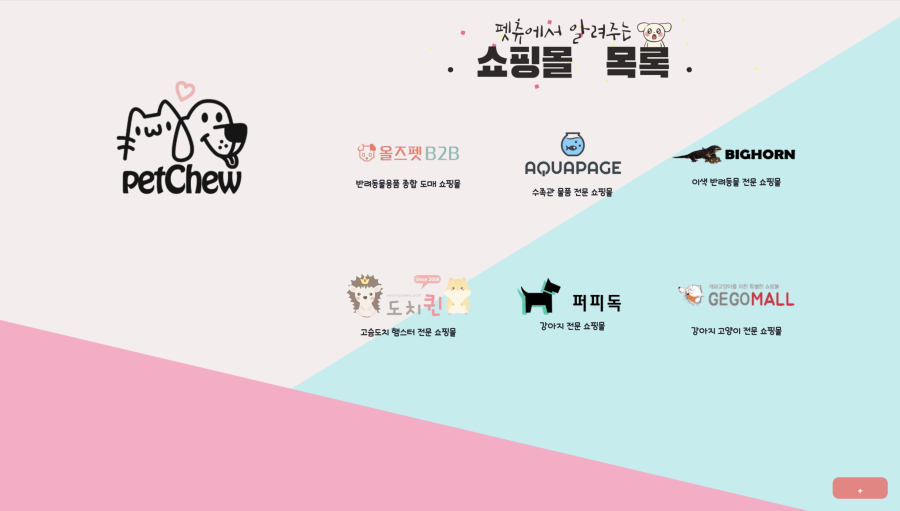 펫츄에서 알려주는
쇼핑몰 목록
petChew
올즈펫 B2B
반려동물용품 종합 도매 쇼핑몰
AQUAPAGE
수족관 물품 전문 쇼핑몰
BIGHORN
이색 반려동물 전문 쇼핑몰
도치퀸
고슴도치 햄스터 전문 쇼핑몰
퍼피독
강아지 전문 쇼핑몰
GEGOMALL
강아지 고양이 전문 쇼핑몰
+